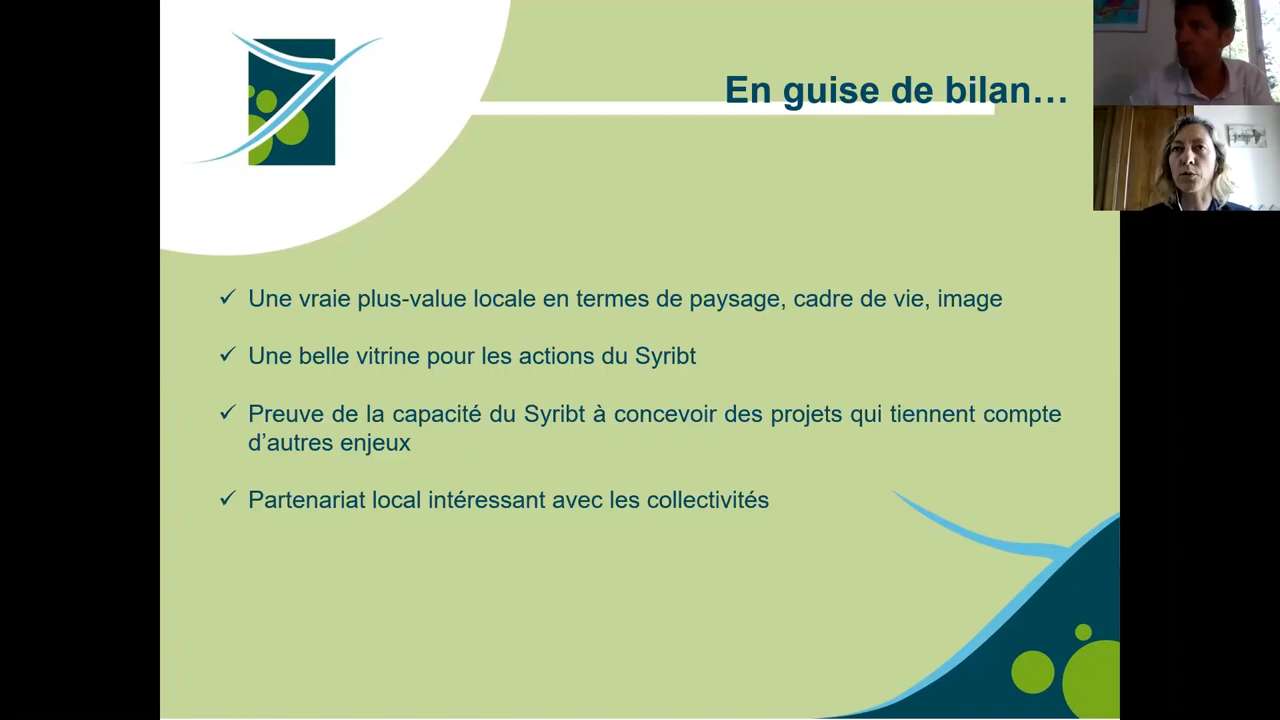 En guise de bilan…
✓ Une vraie plus-value locale en termes de paysage, cadre de vie, image
✓ Une belle vitrine pour les actions du Syribt
✓ Preuve de la capacité du Syribt à concevoir des projets qui tiennent compte
d’autres enjeux
✓ Partenariat local intéressant avec les collectivités